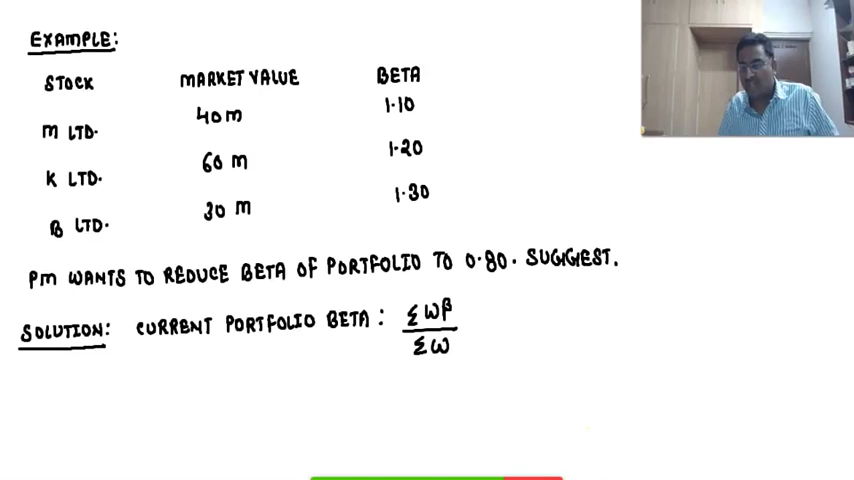 EXAMPLE:
STOCK MARKET VALUE BETA
M LTD. 40 M 1.10
K LTD. 60 M 1.20
B LTD. 30 M 1.30
PM WANTS TO REDUCE BETA OF PORTFOLIO TO 0.80. SUGGEST.
SOLUTION: CURRENT PORTFOLIO BETA: ΣWβ
ΣW